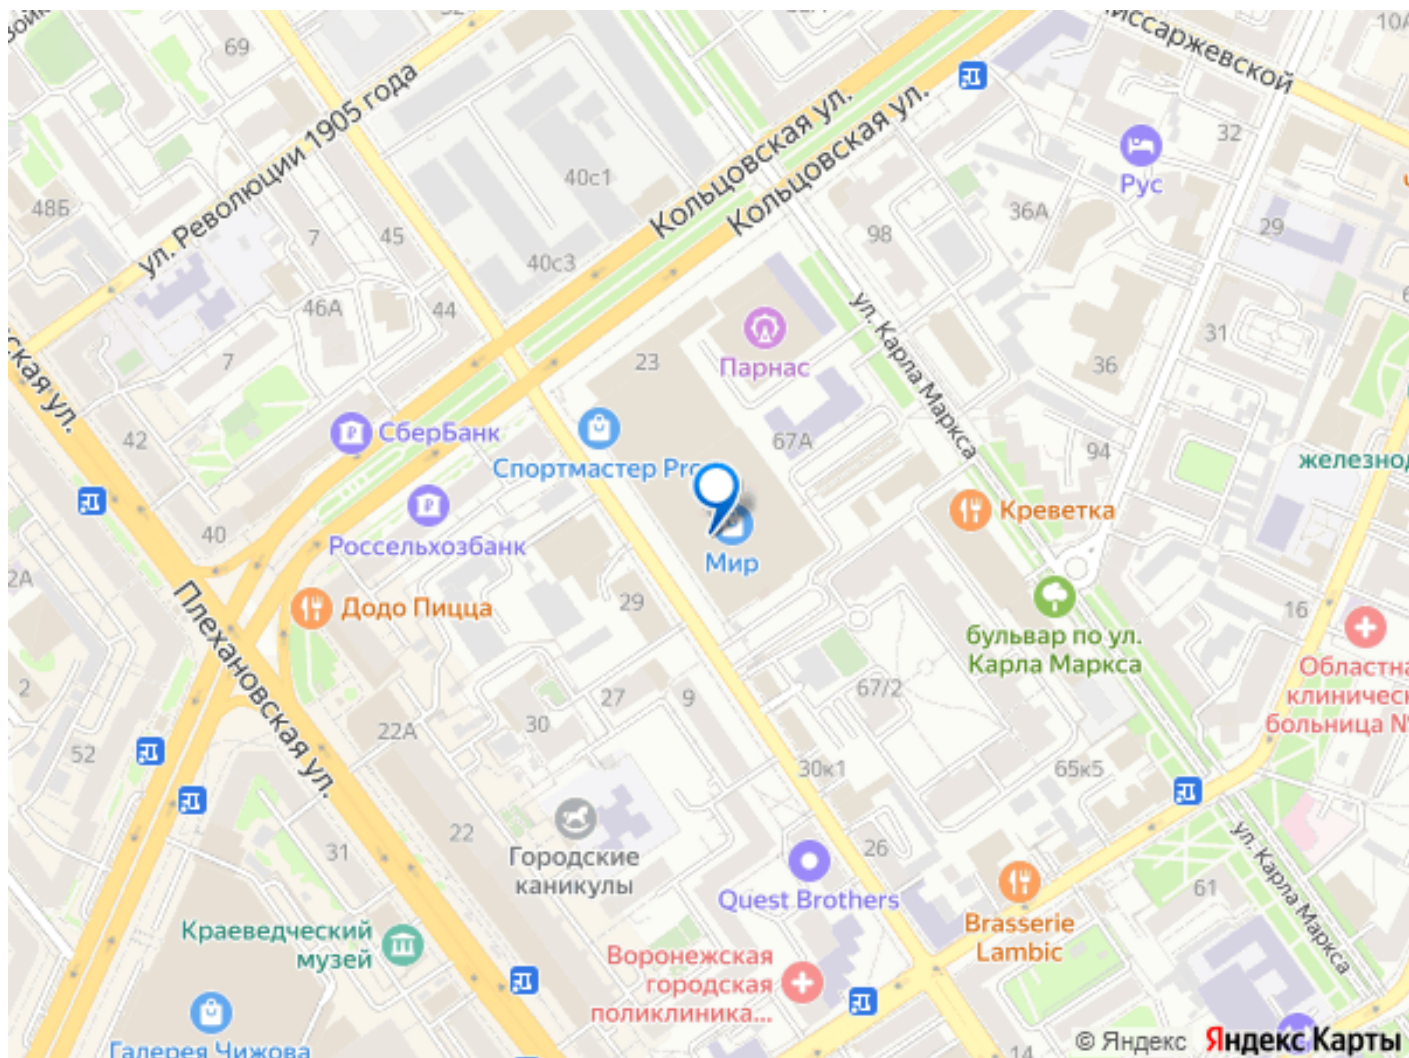 69
ул. Революции 1905 года
48Б
7
45
46А
44
7
42
40с1
40с3
Кольцовская ул.
Кольцовская ул.
32
Рус
36А
98
29
ул. Карла Маркса
31
36
23
Парнас
67А
94
СберБанк
Спортмастер Pro
Россельхозбанк
40
Мир
Креветка
Додо Пицца
29
Плехановская ул.
бульвар по ул.
Карла Маркса
16
67/2
2
27
9
30
22А
52
30к1
65к5
22
31
Городские
каникулы
26
Quest Brothers
61
ул. Карла Маркса
Brasserie
Lambic
Краеведческий
музей
Воронежская
городская
поликлиника...
Галерея Чижова
14
© Яндекс Яндекс Карты